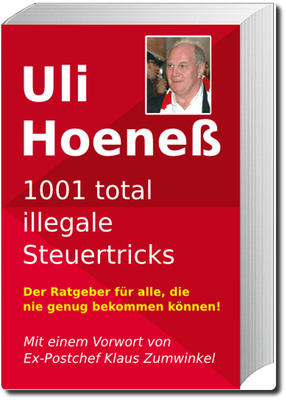 Uli
Hoeneß
1001 total
illegale
Steuertricks
Der Ratgeber für alle, die
nie genug bekommen können!
Mit einem Vorwort von
Ex-Postchef Klaus Zumwinkel